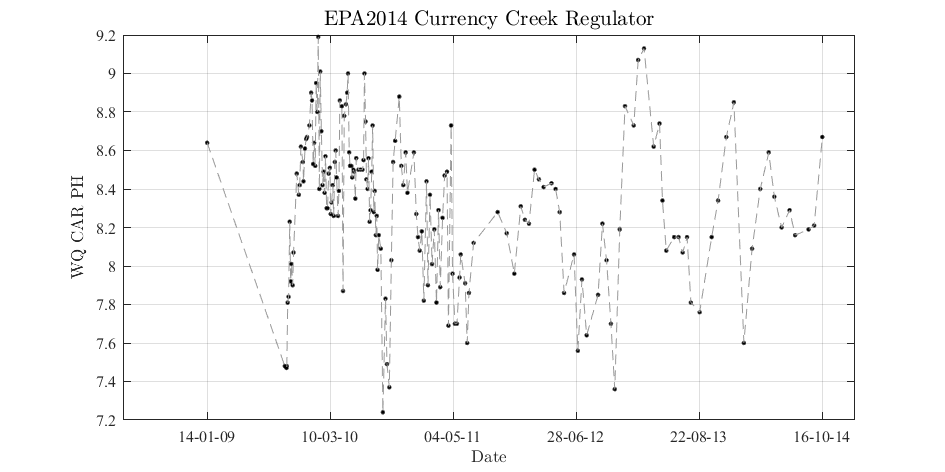 EPA2014 Currency Creek Regulator
9.2
9
8.8
8.6
8.4
8.2
8
7.8
7.6
7.4
7.2
WQ CAR PH
14-01-09 10-03-10 04-05-11 28-06-12 22-08-13 16-10-14
Date